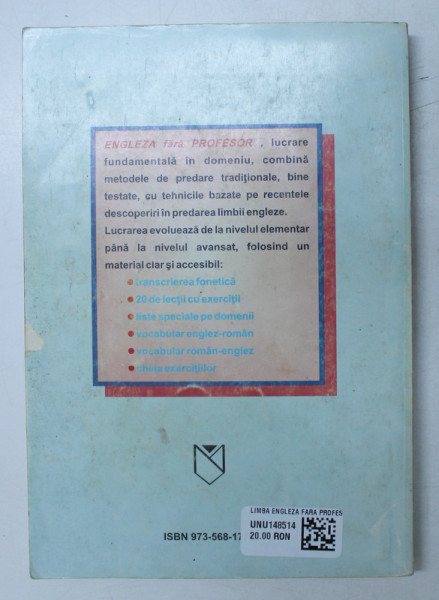 ENGLEZA fără PROFESOR , lucrare
fundamentală în domeniu, combină
metodele de predare tradiționale, bine
testate, cu tehnicile bazate pe recentele
descoperiri în predarea limbii engleze.
Lucrarea evoluează de la nivelul elementar
până la nivelul avansat, folosind un
material clar și accesibil:
transcrierea fonetică
20 de lecții cu exerciții
liste speciale pe domenii
vocabular englez-român
vocabular român-englez
cheia exercițiilor
LIMBA ENGLEZA FARA PROFES
UNU148514
20.00 RON
ISBN 973-568-17